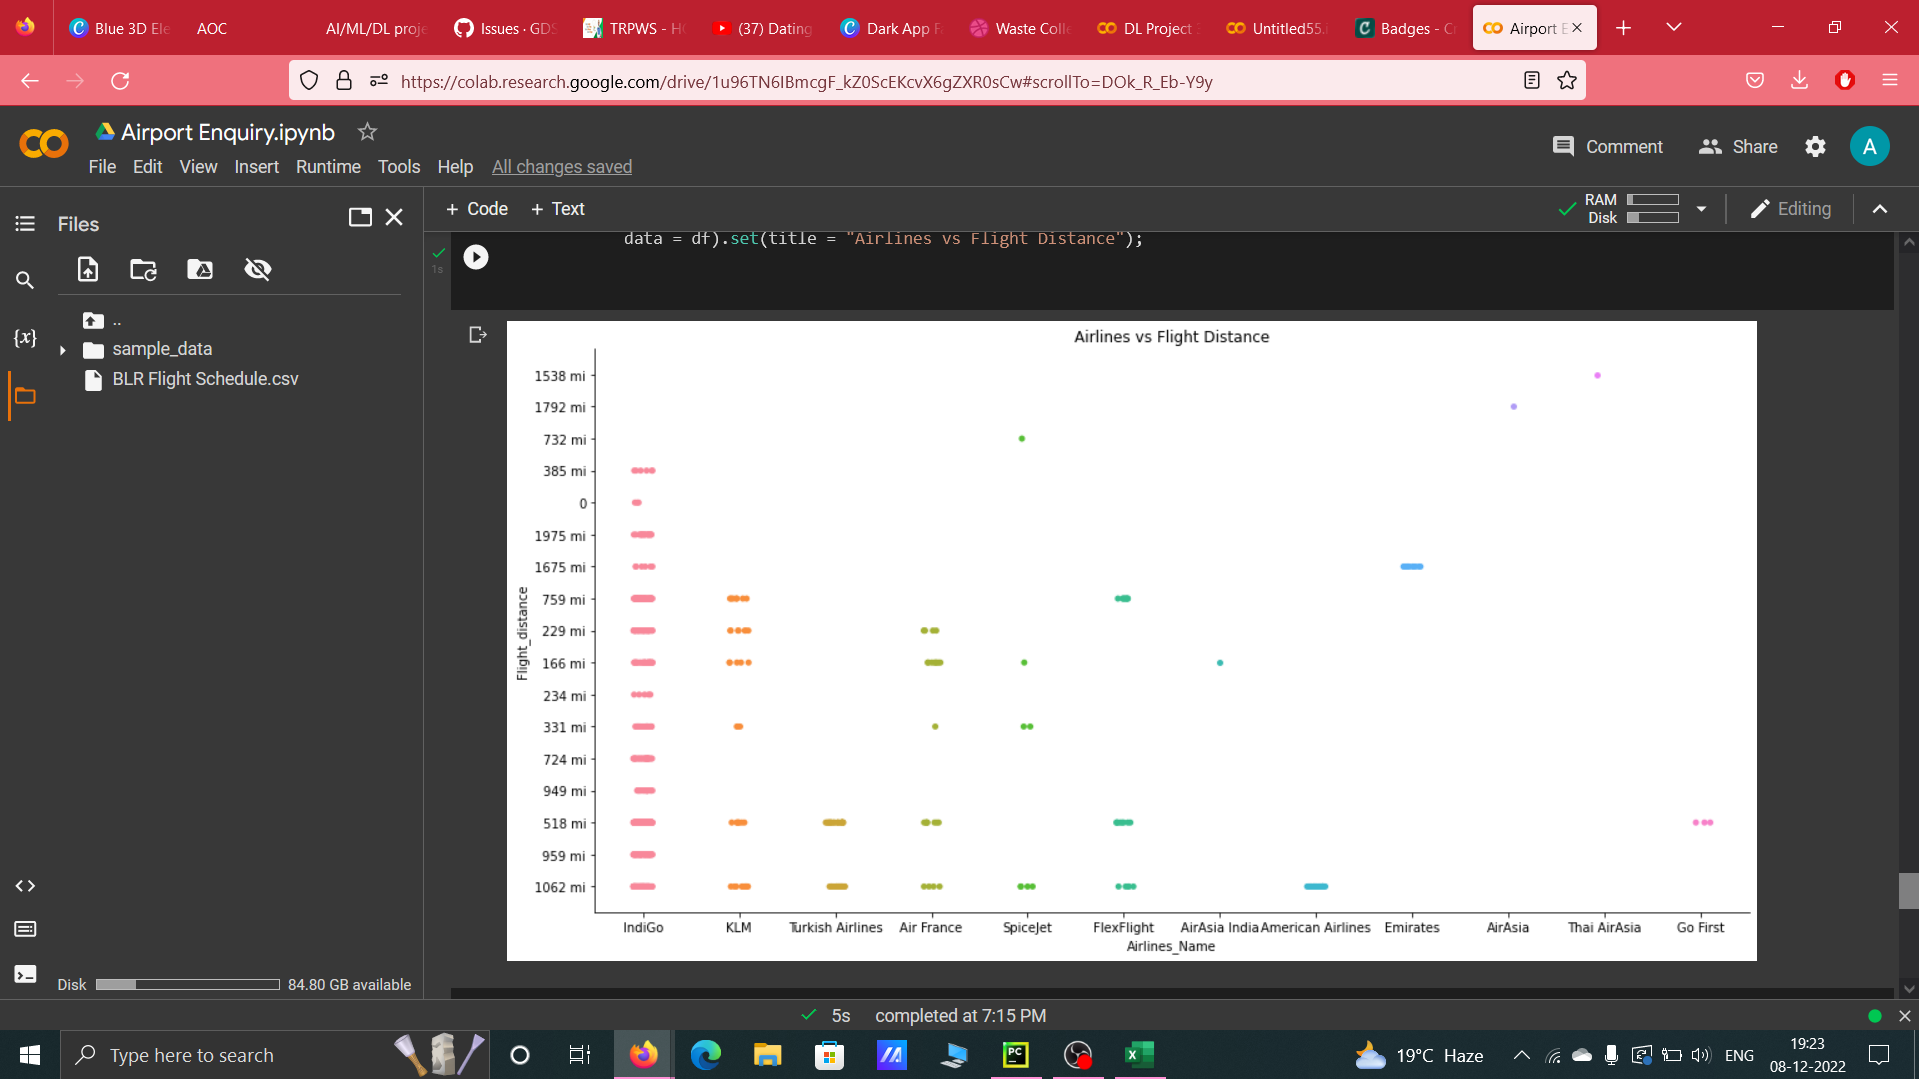 Blue 3D Ele
AOC
AI/ML/DL proje
Issues · GDS
TRPWS - H
(37) Dating
Dark App F
Waste Colle
DL Project
Untitled55.i
Badges - C
Airport E
https://colab.research.google.com/drive/1u96TN6IBmcgF_kZ0ScEKcvX6gZXR0sCw#scrollTo=DOk_R_Eb-Y9y
Airport Enquiry.ipynb
File Edit View Insert Runtime Tools Help All changes saved
Comment Share A
Files
+ Code + Text
RAM
Disk
Editing
..
sample_data
BLR Flight Schedule.csv
{x}
1s
data = df).set(title = "Airlines vs Flight Distance");
Airlines vs Flight Distance
1538 mi
1792 mi
732 mi
385 mi
0
1975 mi
1675 mi
759 mi
229 mi
166 mi
234 mi
331 mi
724 mi
949 mi
518 mi
959 mi
1062 mi
Flight_distance
IndiGo KLM Turkish Airlines Air France SpiceJet FlexFlight AirAsia India American Airlines Emirates AirAsia Thai AirAsia Go First
Airlines_Name
Disk 84.80 GB available
5s completed at 7:15 PM
Type here to search
PC
19°C Haze
ENG
19:23
08-12-2022